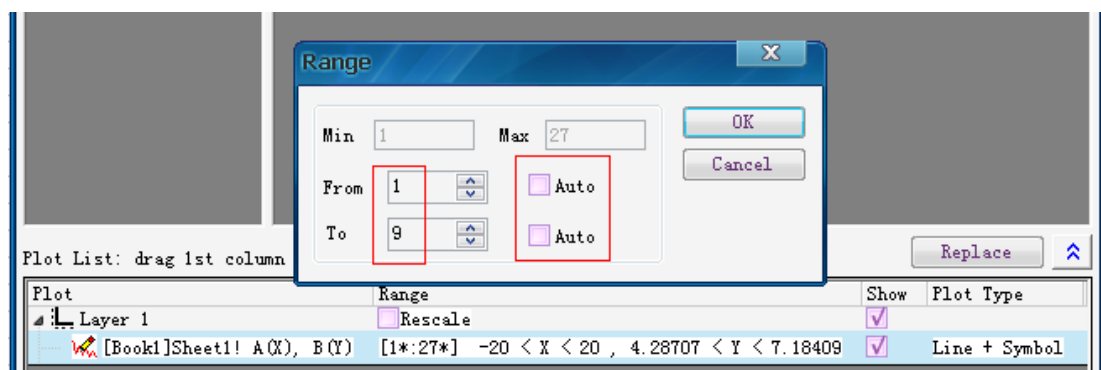 Range
Min 1 Max 27 OK
Cancel
From 1 Auto
To 9 Auto
Plot List: drag 1st column Replace
Plot Range Show Plot Type
Layer 1 Rescale
[Book1]Sheet1! A(X), B(Y) [1*:27*] -20 < X < 20 , 4.28707 < Y < 7.18409 Line + Symbol